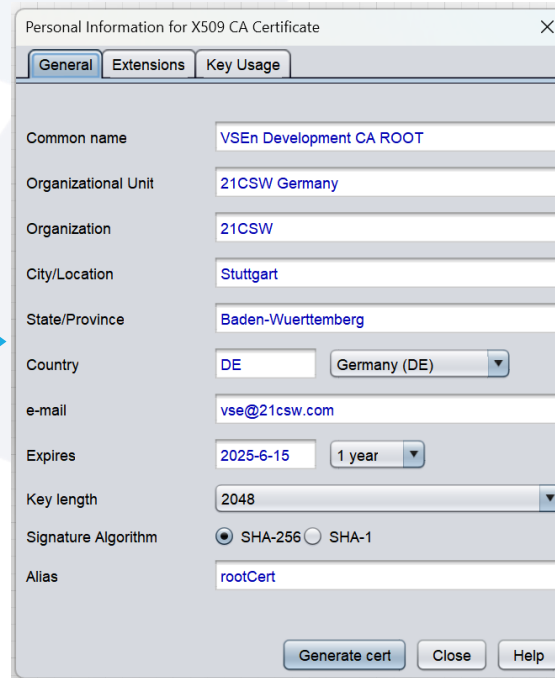 Personal Information for X509 CA Certificate
General Extensions Key Usage
Common name VSEn Development CA ROOT
Organizational Unit 21CSW Germany
Organization 21CSW
City/Location Stuttgart
State/Province Baden-Wuerttemberg
Country DE Germany (DE)
e-mail vse@21csw.com
Expires 2025-6-15 1 year
Key length 2048
Signature Algorithm SHA-256 SHA-1
Alias rootCert
Generate cert Close Help